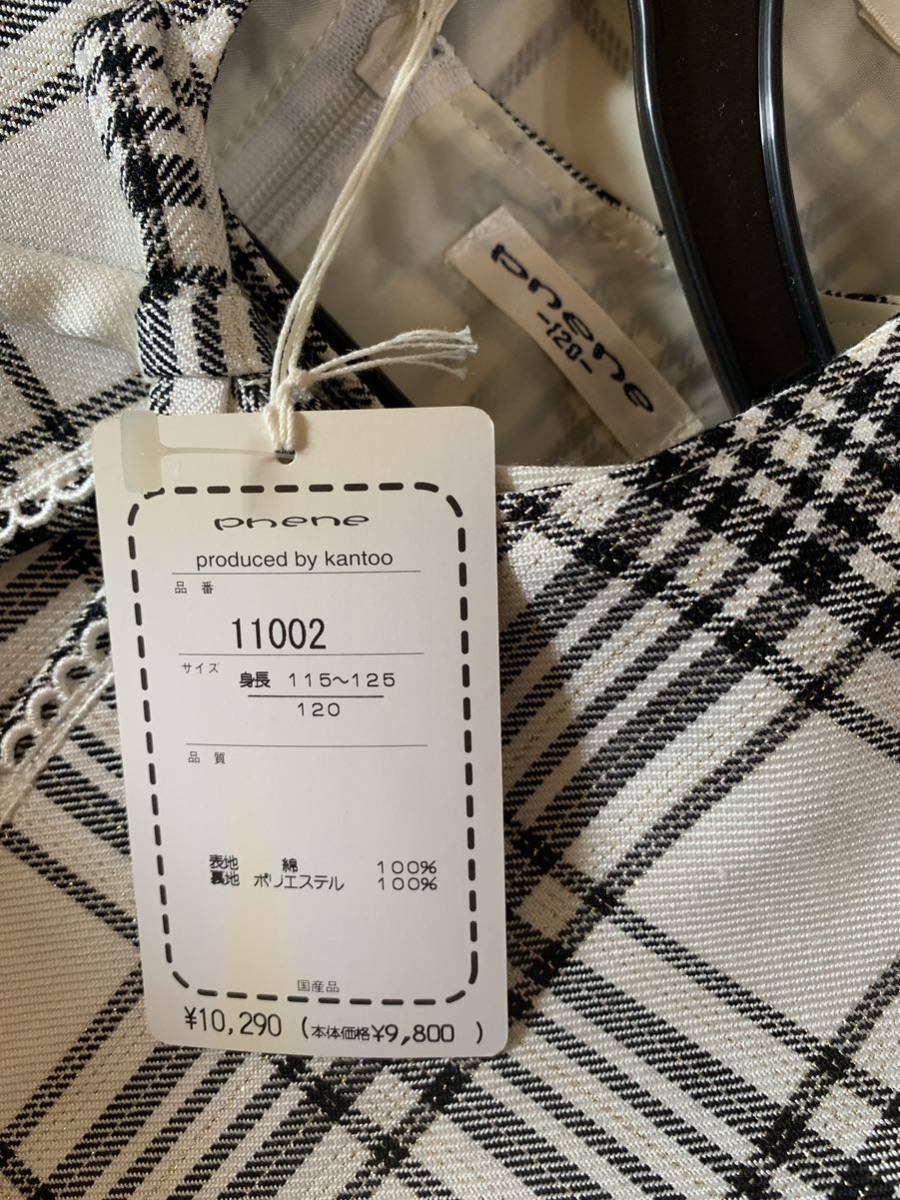 pnene
-120-
pnene
produced by kantoo
品番
11002
サイズ
身長 115~125
120
品質
表地 綿 100%
裏地 ポリエステル 100%
国産品
¥10,290 (本体価格¥9,800 )